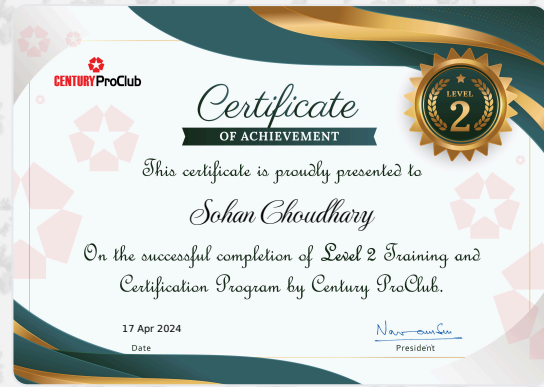 CENTURY ProClub
LEVEL
2
Certificate
OF ACHIEVEMENT
This certificate is proudly presented to
Sohan Choudhary
On the successful completion of Level 2 Training and
Certification Program by Century ProClub.
17 Apr 2024
Date
President